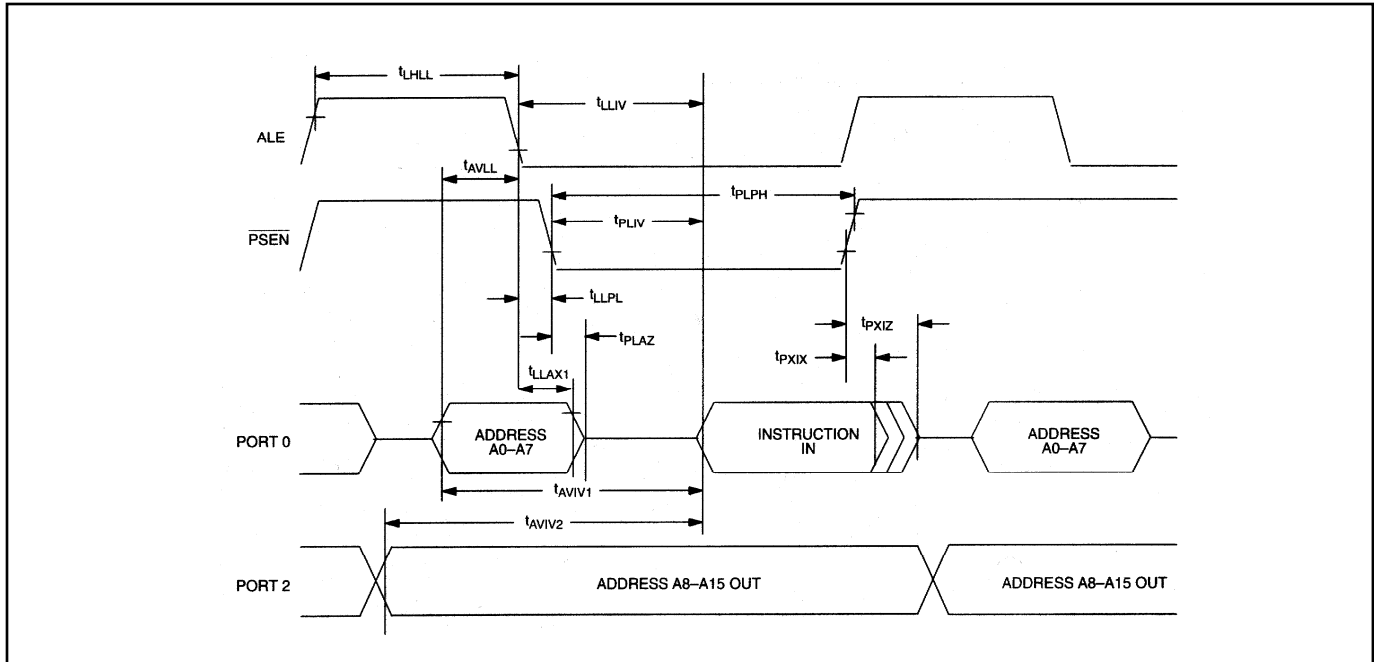 tLHLL
tLLIV
ALE
tAVLL
tPLPH
tPLIV
PSEN
tLLPL
tPXIZ
tPLAZ
tPXIX
tLLAX1
PORT 0
ADDRESS
A0–A7
INSTRUCTION
IN
ADDRESS
A0–A7
tAVIV1
tAVIV2
PORT 2
ADDRESS A8–A15 OUT
ADDRESS A8–A15 OUT